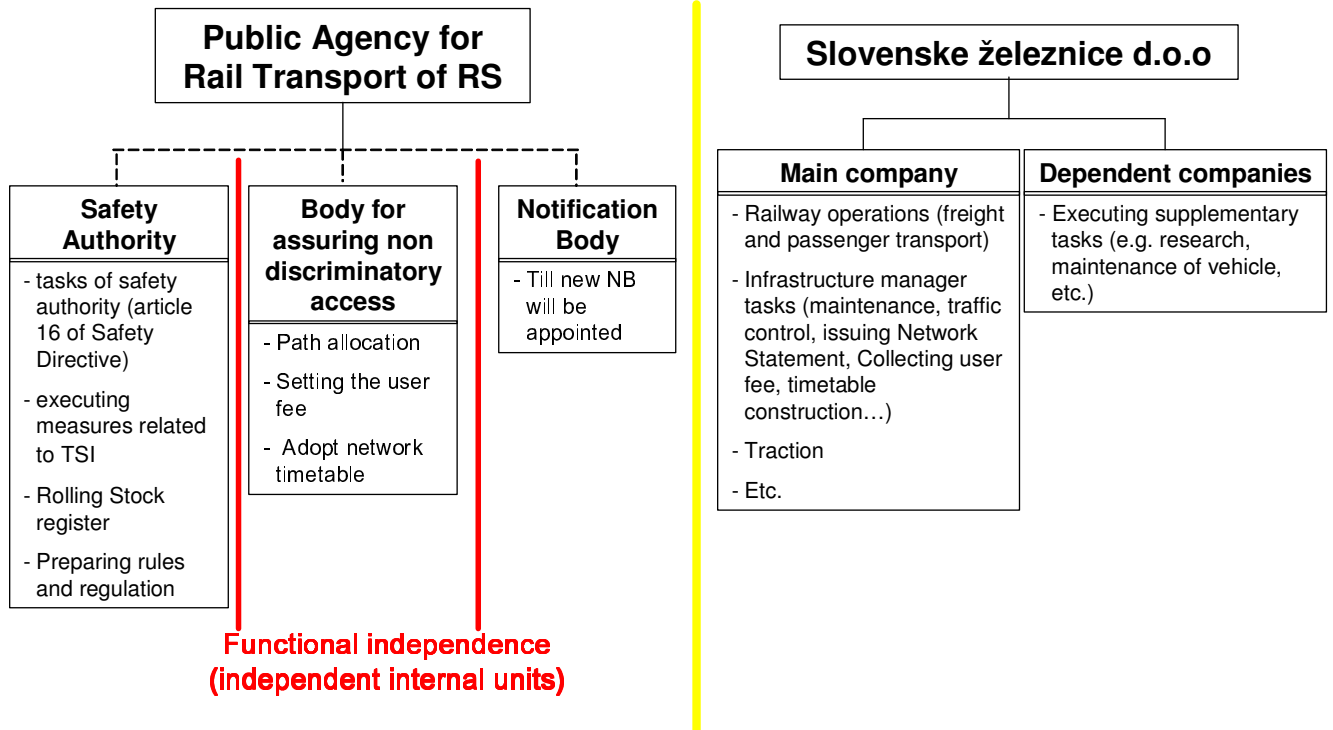 Public Agency for
Rail Transport of RS
Safety
Authority
- tasks of safety
authority (article
16 of Safety
Directive)
- executing
measures related
to TSI
- Rolling Stock
register
- Preparing rules
and regulation
Body for
assuring non
discriminatory
access
- Path allocation
- Setting the user
fee
- Adopt network
timetable
Notification
Body
- Till new NB
will be
appointed
Functional independence
(independent internal units)
Slovenske železnice d.o.o
Main company
- Railway operations (freight
and passenger transport)
- Infrastructure manager
tasks (maintenance, traffic
control, issuing Network
Statement, Collecting user
fee, timetable
construction…)
- Traction
- Etc.
Dependent companies
- Executing supplementary
tasks (e.g. research,
maintenance of vehicle,
etc.)